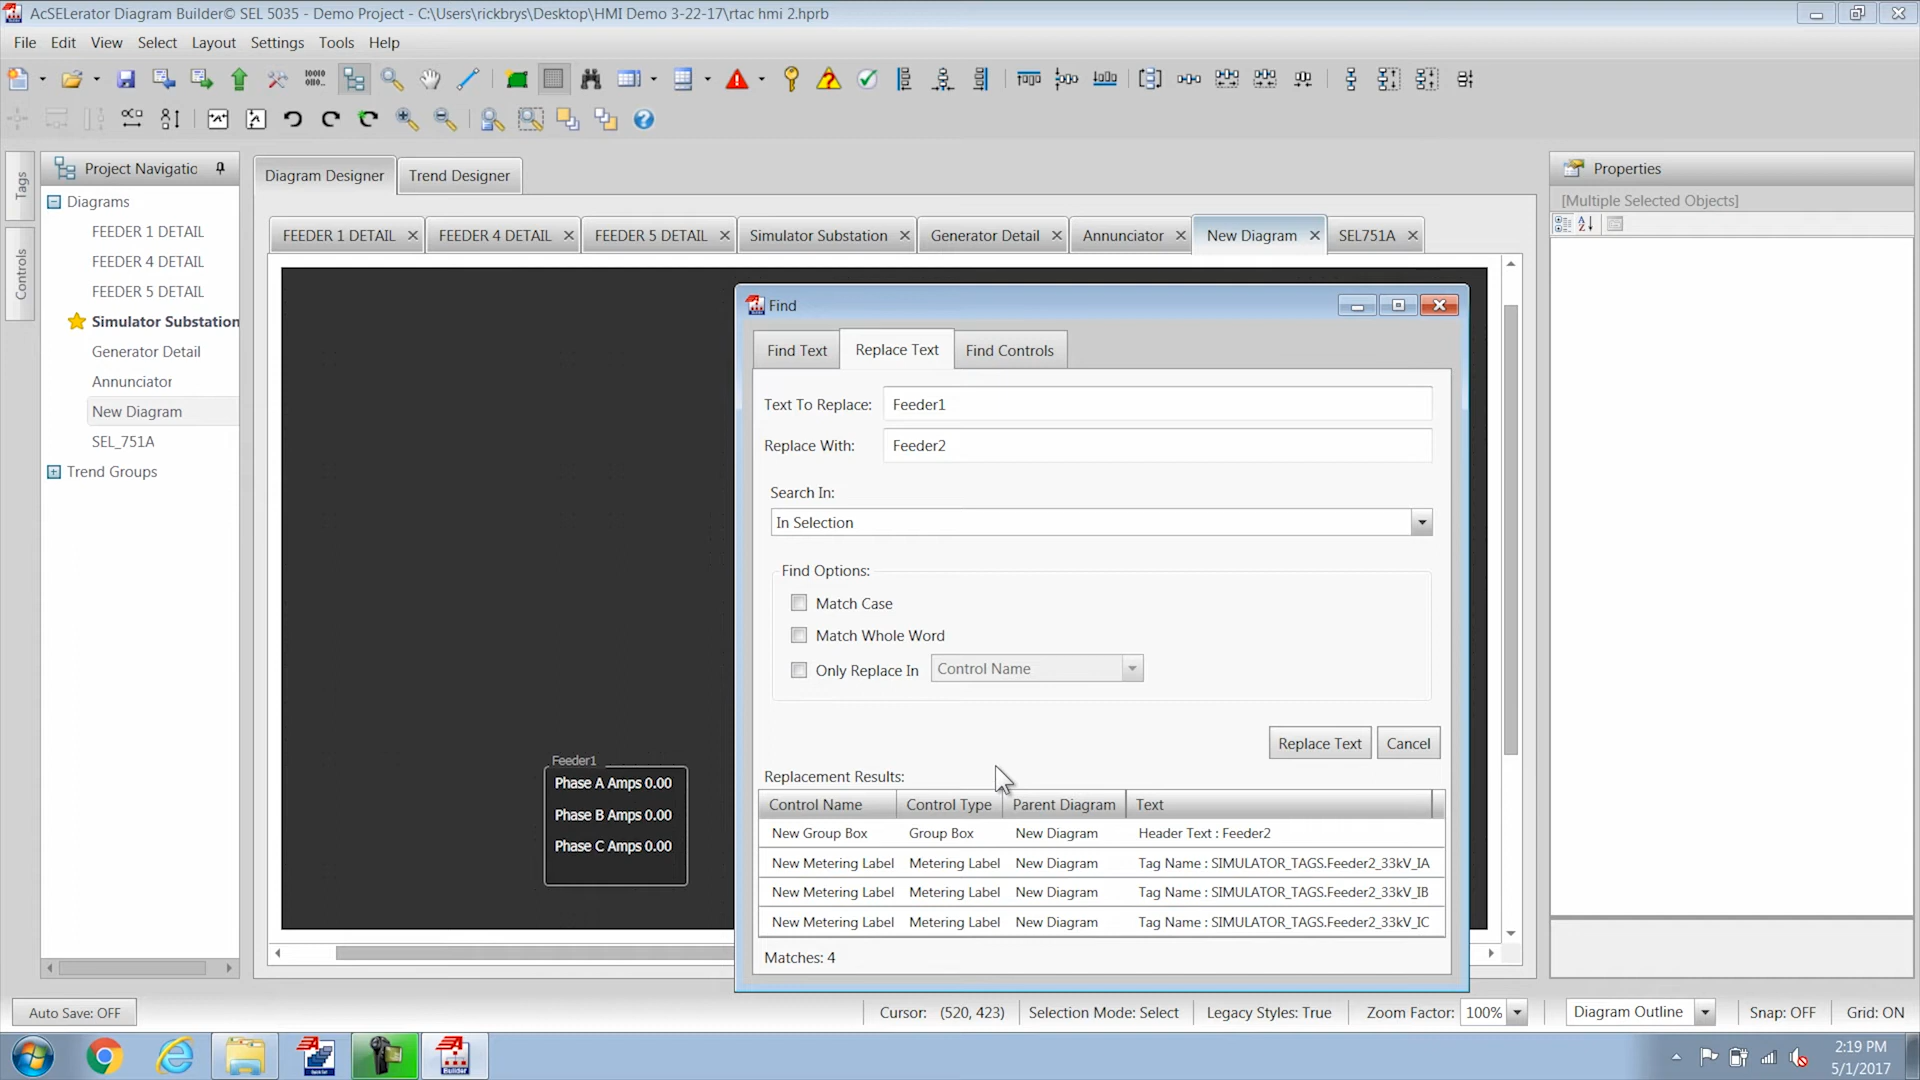 AcSELerator Diagram Builder© SEL 5035 - Demo Project - C:\Users\rickbrys\Desktop\HMI Demo 3-22-17\rtac hmi 2.hprb
File Edit View Select Layout Settings Tools Help
Tags
Controls
Project Navigatio
Diagrams
FEEDER 1 DETAIL
FEEDER 4 DETAIL
FEEDER 5 DETAIL
Simulator Substation
Generator Detail
Annunciator
New Diagram
SEL_751A
Trend Groups
Diagram Designer Trend Designer
FEEDER 1 DETAIL FEEDER 4 DETAIL FEEDER 5 DETAIL Simulator Substation Generator Detail Annunciator New Diagram SEL751A
Feeder1
Phase A Amps 0.00
Phase B Amps 0.00
Phase C Amps 0.00
Find
Find Text Replace Text Find Controls
Text To Replace: Feeder1
Replace With: Feeder2
Search In:
In Selection
Find Options:
Match Case
Match Whole Word
Only Replace In Control Name
Replace Text Cancel
Replacement Results:
Control Name Control Type Parent Diagram Text
New Group Box Group Box New Diagram Header Text : Feeder2
New Metering Label Metering Label New Diagram Tag Name : SIMULATOR_TAGS.Feeder2_33kV_IA
New Metering Label Metering Label New Diagram Tag Name : SIMULATOR_TAGS.Feeder2_33kV_IB
New Metering Label Metering Label New Diagram Tag Name : SIMULATOR_TAGS.Feeder2_33kV_IC
Matches: 4
Properties
[Multiple Selected Objects]
Auto Save: OFF Cursor: (520, 423) Selection Mode: Select Legacy Styles: True Zoom Factor: 100% Diagram Outline Snap: OFF Grid: ON
Builder
2:19 PM
5/1/2017